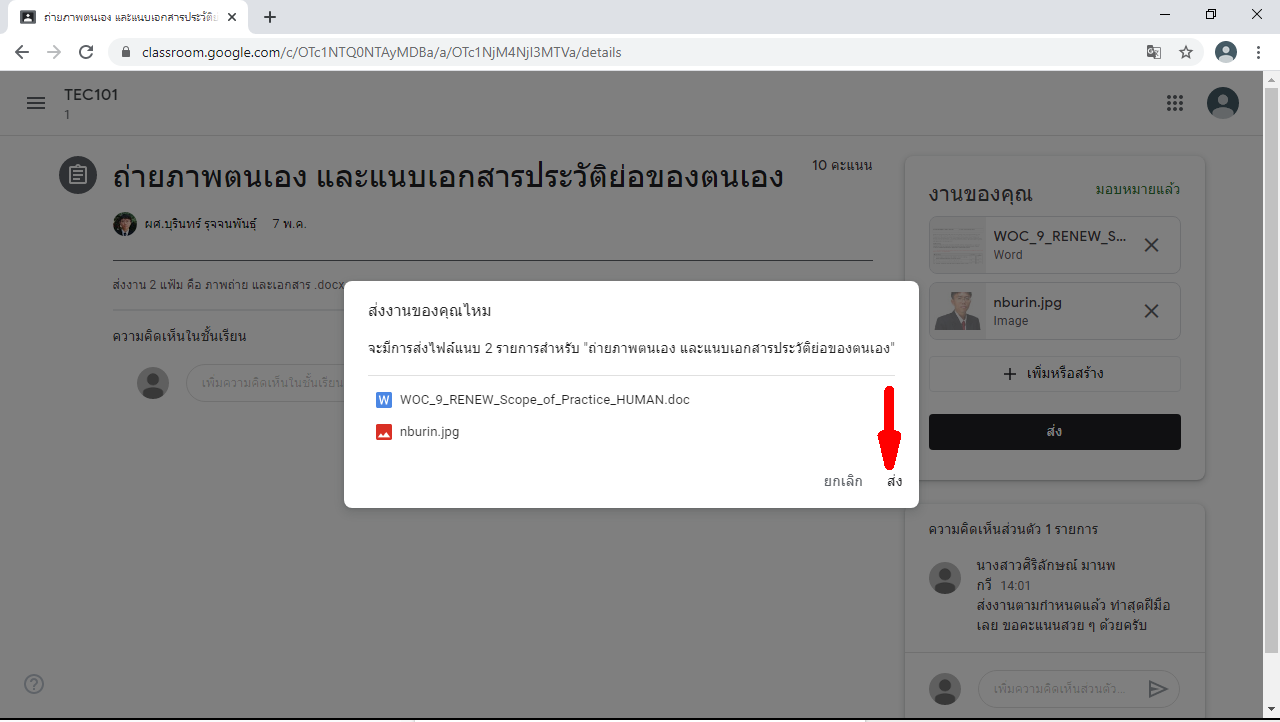 ถ่ายภาพตนเอง และแนบเอกสารประวัติย่
classroom.google.com/c/OTc1NTQ0NTAyMDBa/a/OTc1NjM4NjI3MTVa/details
TEC101
1
ถ่ายภาพตนเอง และแนบเอกสารประวัติย่อของตนเอง
10 คะแนน
ผศ.บุรินทร์ รุจจนพันธุ์ 7 พ.ค.
ส่งงาน 2 แฟ้ม คือ ภาพถ่าย และเอกสาร .docx
ความคิดเห็นในชั้นเรียน
เพิ่มความคิดเห็นในชั้นเรียน
งานของคุณ
มอบหมายแล้ว
WOC_9_RENEW_S...
Word
nburin.jpg
Image
เพิ่มหรือสร้าง
ส่ง
ส่งงานของคุณไหม
จะมีการส่งไฟล์แนบ 2 รายการสำหรับ "ถ่ายภาพตนเอง และแนบเอกสารประวัติย่อของตนเอง"
W WOC_9_RENEW_Scope_of_Practice_HUMAN.doc
nburin.jpg
ยกเลิก ส่ง
ความคิดเห็นส่วนตัว 1 รายการ
นางสาวศิริลักษณ์ มานพ
กวี 14:01
ส่งงานตามกำหนดแล้ว ทำสุดฝีมือ
เลย ขอคะแนนสวย ๆ ด้วยครับ
เพิ่มความคิดเห็นส่วนตัว...